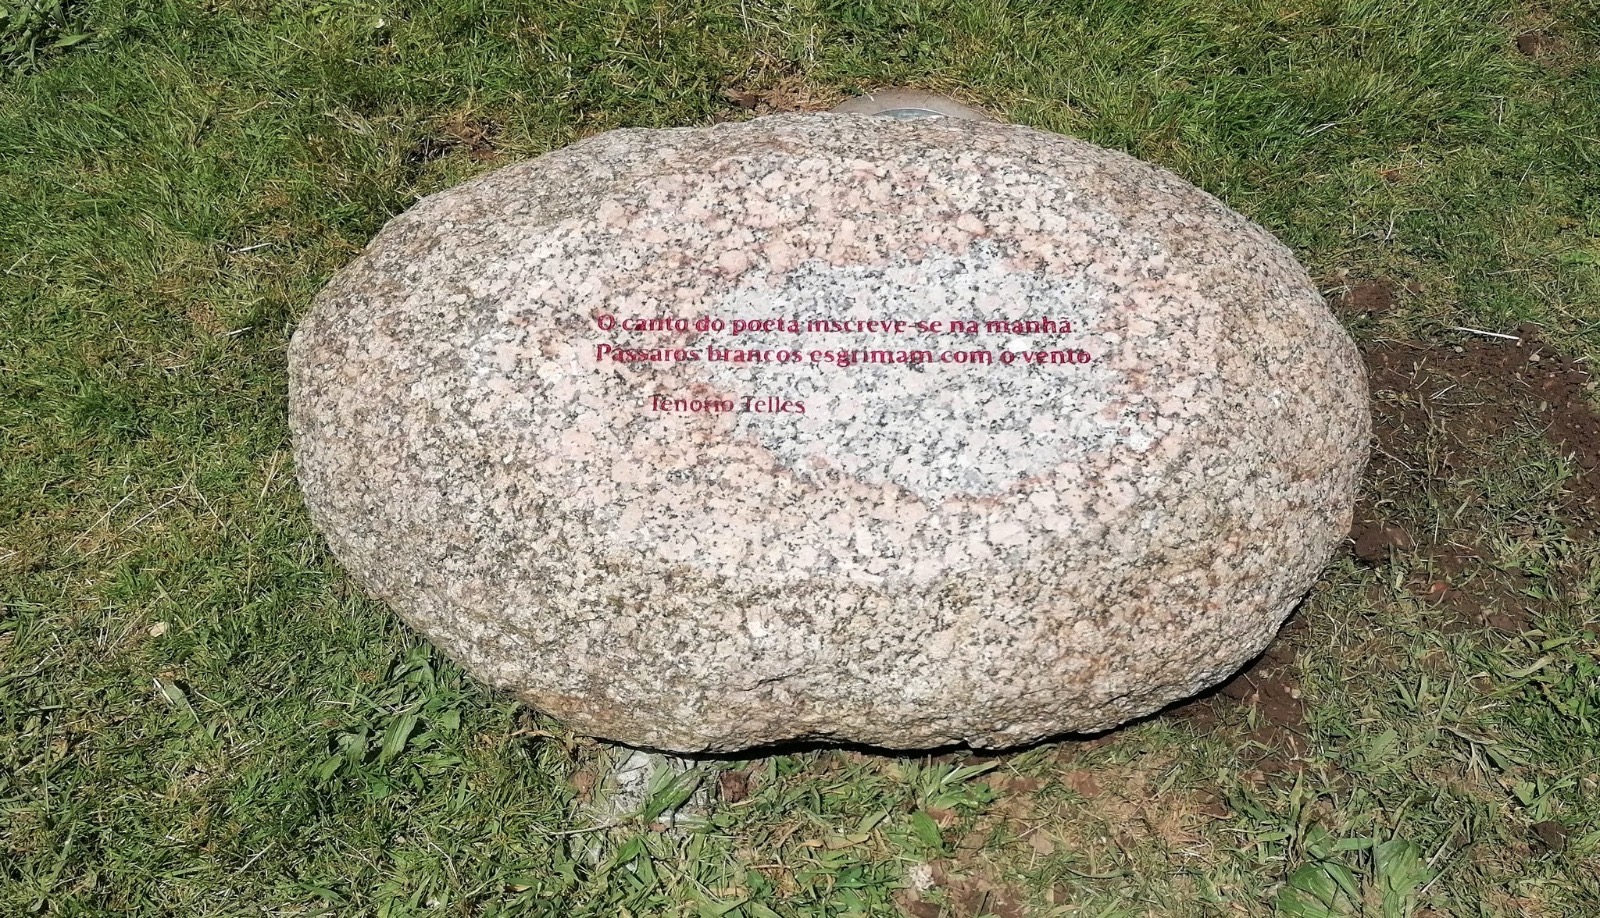 O canto do poeta inscreve-se na manhã
Pássaros brancos esgrimam com o vento
Tenório Telles